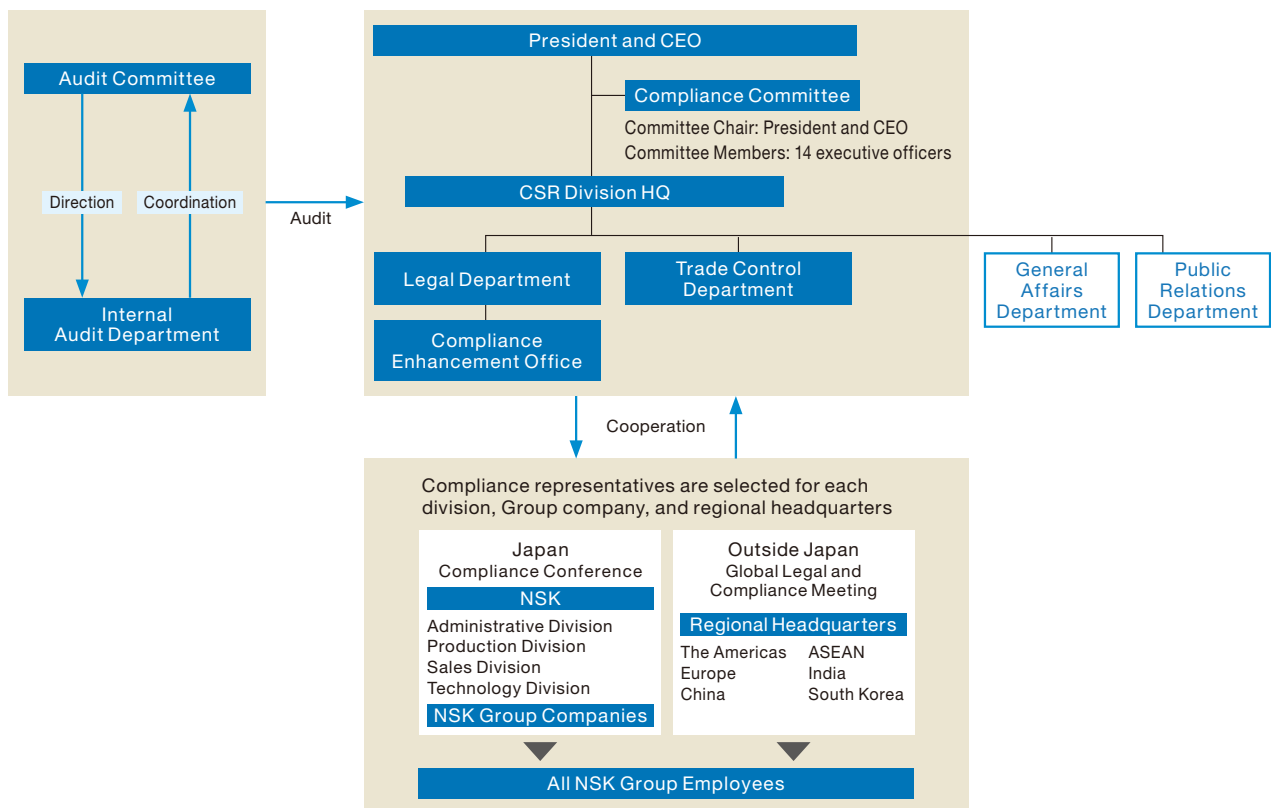 Audit Committee
Direction
Coordination
Internal
Audit Department
Audit
President and CEO
Compliance Committee
Committee Chair: President and CEO
Committee Members: 14 executive officers
CSR Division HQ
Legal Department
Compliance
Enhancement Office
Trade Control
Department
General
Affairs
Department
Public
Relations
Department
Cooperation
Compliance representatives are selected for each
division, Group company, and regional headquarters
Japan
Compliance Conference
NSK
Administrative Division
Production Division
Sales Division
Technology Division
NSK Group Companies
Outside Japan
Global Legal and
Compliance Meeting
Regional Headquarters
The Americas
Europe
China
ASEAN
India
South Korea
All NSK Group Employees